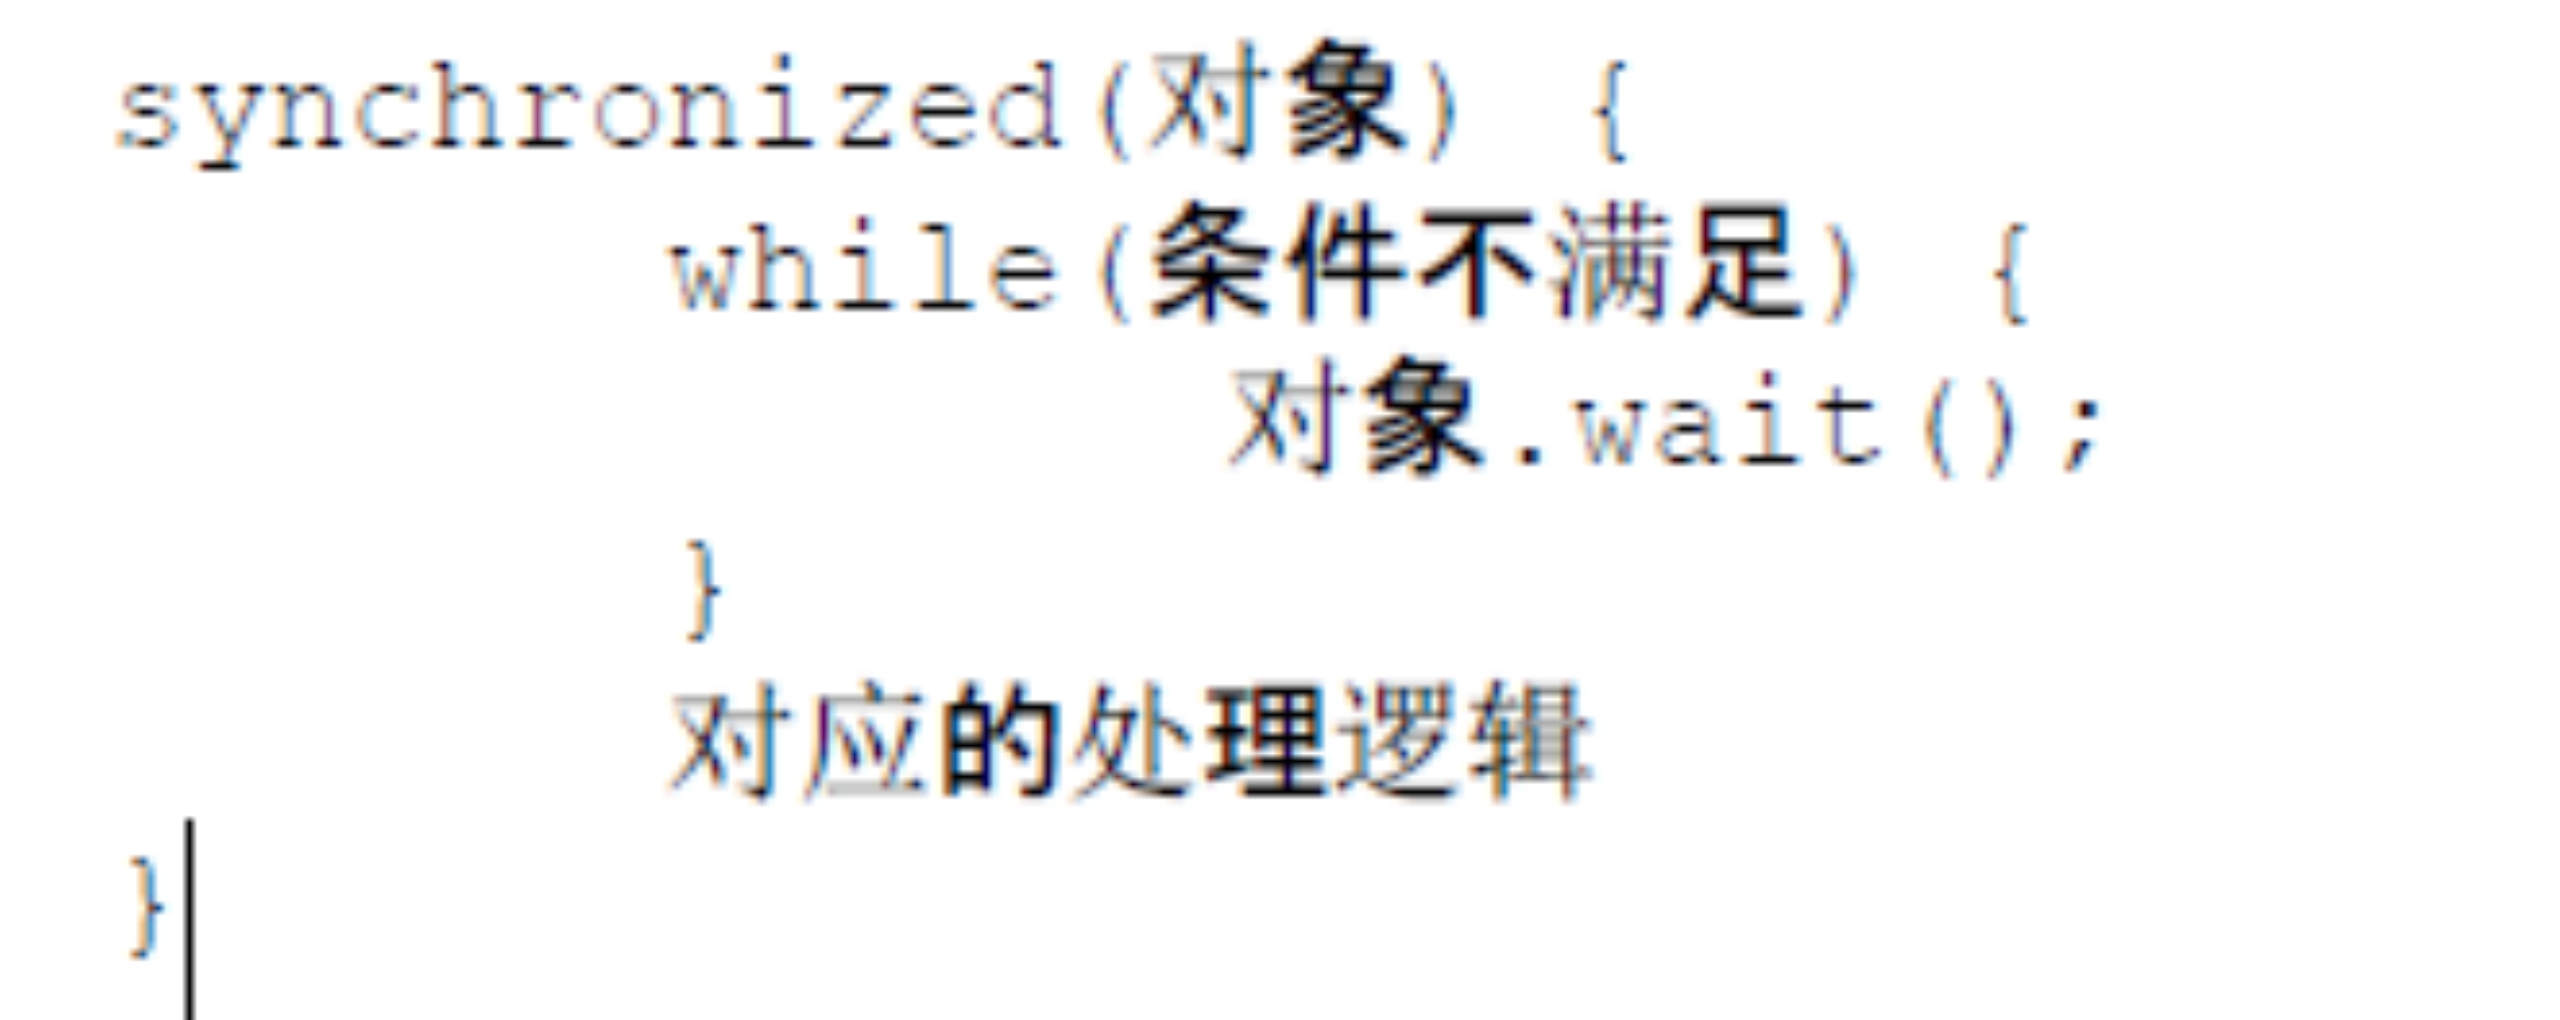 synchronized(对象) {
while(条件不满足) {
对象.wait();
}
对应的处理逻辑
}